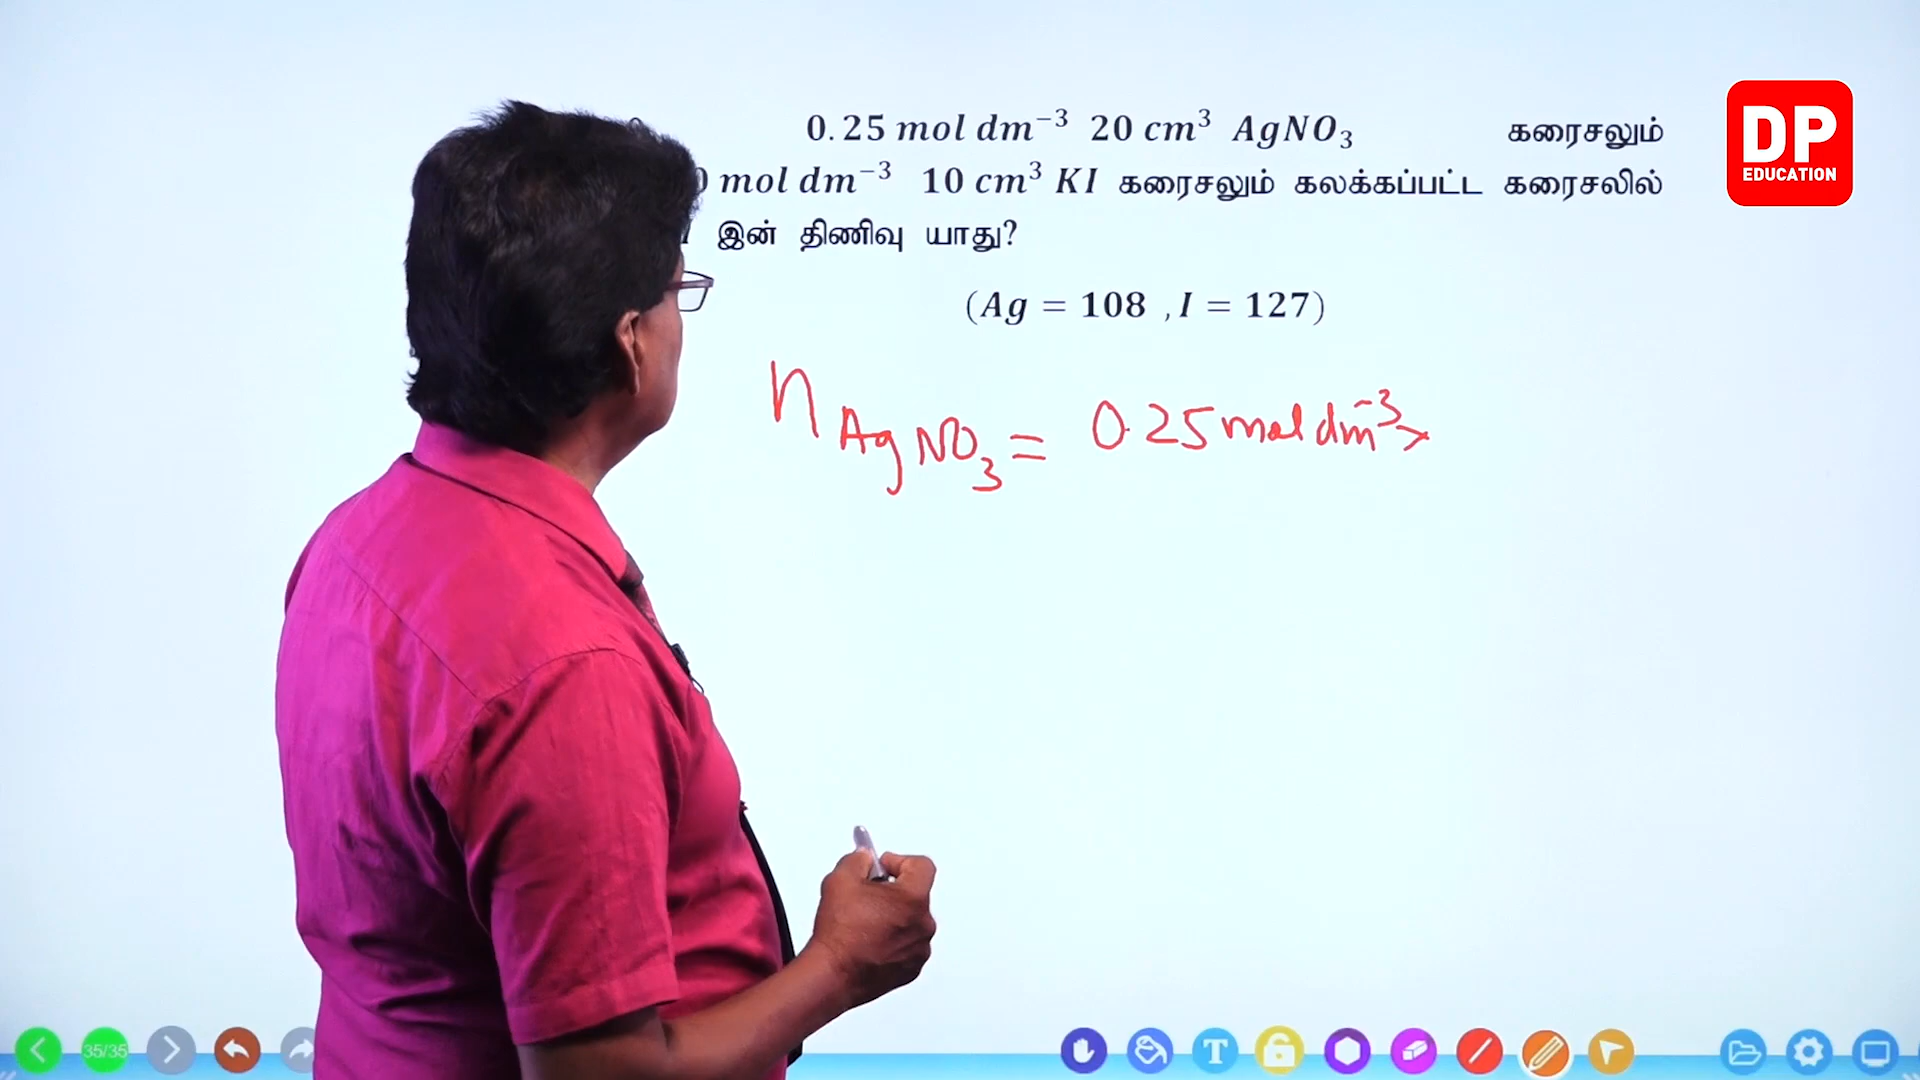 0.25 mol dm⁻³ 20 cm³ AgNO₃ கரைசலும்
mol dm⁻³ 10 cm³ KI கரைசலும் கலக்கப்பட்ட கரைசலில்
இன் திணிவு யாது?
(Ag = 108 , I = 127)
n AgNO₃ = 0.25 mol dm⁻³ ×
DP
EDUCATION
35/35
T